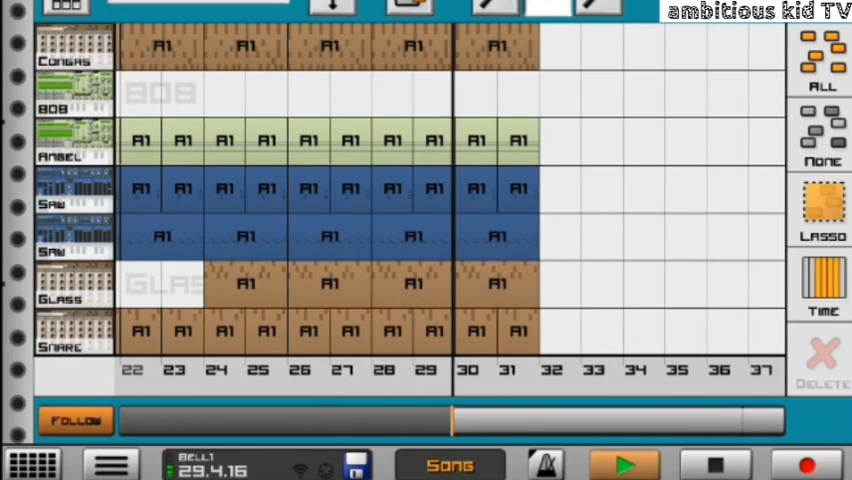 ambitious kid TV
Congas
A1 A1 A1 A1 A1
ALL
808
808
NONE
Angel
A1 A1 A1 A1 A1 A1 A1 A1 A1 A1
Saw
A1 A1 A1 A1 A1 A1 A1 A1 A1 A1
LASSO
Saw
A1 A1 A1 A1 A1
Glass
Glas
A1 A1 A1 A1
TIME
Snare
A1 A1 A1 A1 A1 A1 A1 A1 A1 A1
22 23 24 25 26 27 28 29 30 31 32 33 34 35 36 37
DELETE
FOLLOW
BELL1
29.4.16
Song